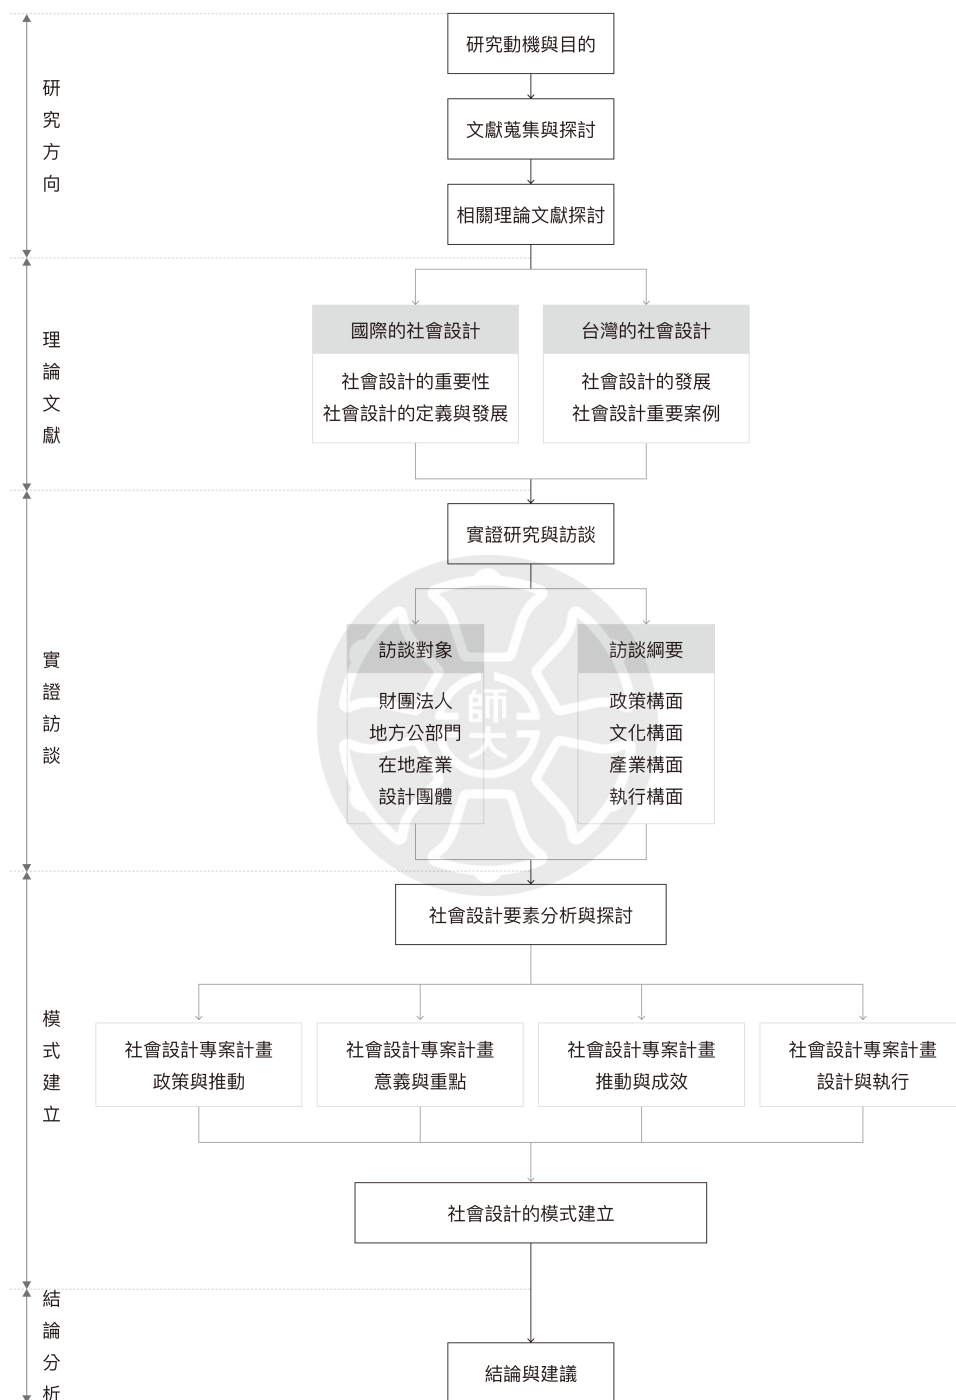 研究方向
研究動機與目的
文獻蒐集與探討
相關理論文獻探討
理論文獻
國際的社會設計
社會設計的重要性
社會設計的定義與發展
台灣的社會設計
社會設計的發展
社會設計重要案例
實證訪談
實證研究與訪談
訪談對象
財團法人
地方公部門
在地產業
設計團體
訪談綱要
政策構面
文化構面
產業構面
執行構面
師大
模式建立
社會設計要素分析與探討
社會設計專案計畫
政策與推動
社會設計專案計畫
意義與重點
社會設計專案計畫
推動與成效
社會設計專案計畫
設計與執行
社會設計的模式建立
結論分析
結論與建議